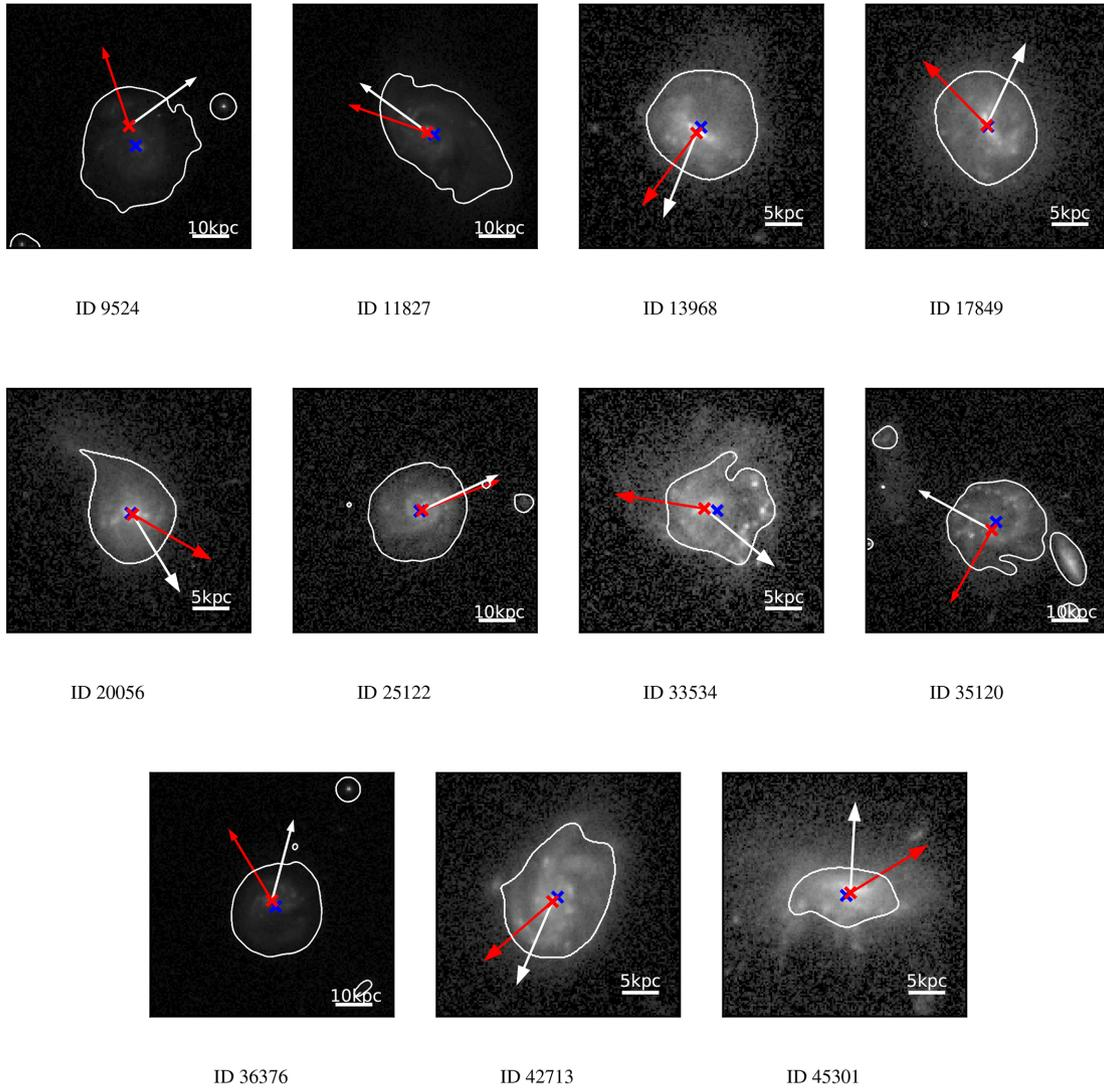 10kpc
10kpc
5kpc
5kpc
ID 9524
ID 11827
ID 13968
ID 17849
5kpc
10kpc
5kpc
10kpc
ID 20056
ID 25122
ID 33534
ID 35120
10kpc
5kpc
5kpc
ID 36376
ID 42713
ID 45301